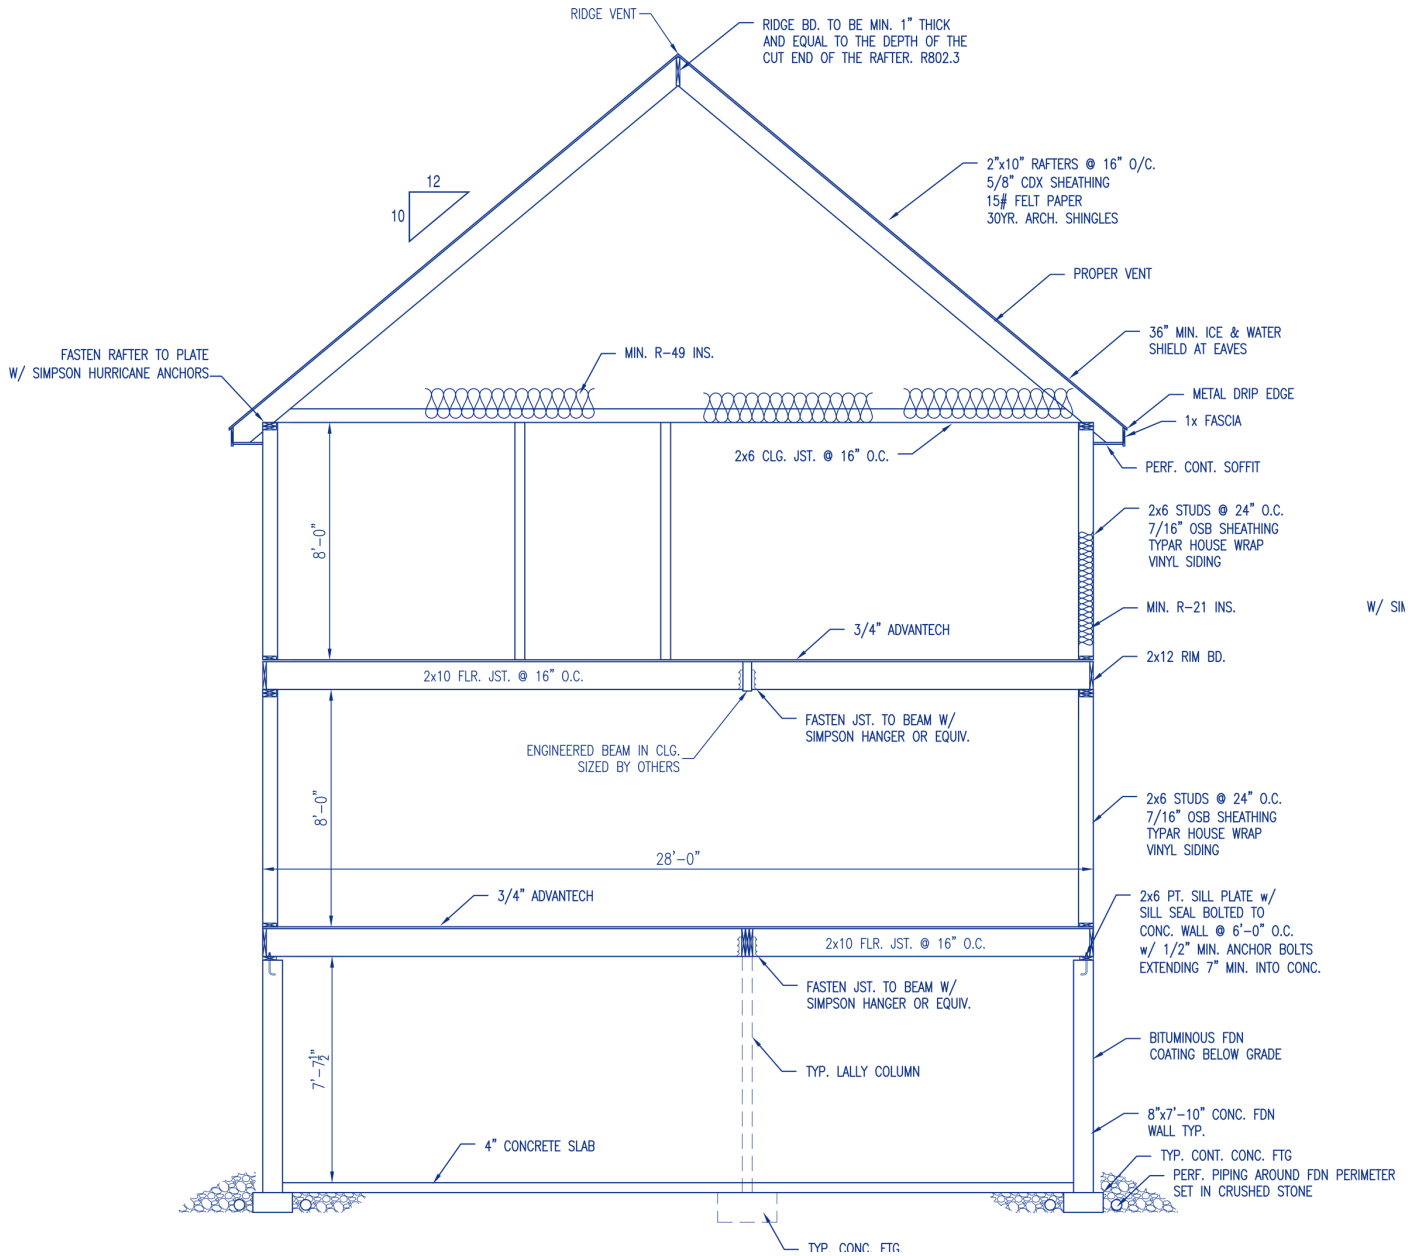 RIDGE VENT
RIDGE BD. TO BE MIN. 1" THICK
AND EQUAL TO THE DEPTH OF THE
CUT END OF THE RAFTER. R802.3
12
10
2"x10" RAFTERS @ 16" O/C.
5/8" CDX SHEATHING
15# FELT PAPER
30YR. ARCH. SHINGLES
PROPER VENT
36" MIN. ICE & WATER
SHIELD AT EAVES
FASTEN RAFTER TO PLATE
W/ SIMPSON HURRICANE ANCHORS
MIN. R-49 INS.
METAL DRIP EDGE
1x FASCIA
2x6 CLG. JST. @ 16" O.C.
PERF. CONT. SOFFIT
8'-0"
2x6 STUDS @ 24" O.C.
7/16" OSB SHEATHING
TYPAR HOUSE WRAP
VINYL SIDING
MIN. R-21 INS.
W/ SIM
3/4" ADVANTECH
2x12 RIM BD.
2x10 FLR. JST. @ 16" O.C.
FASTEN JST. TO BEAM W/
SIMPSON HANGER OR EQUIV.
ENGINEERED BEAM IN CLG.
SIZED BY OTHERS
8'-0"
2x6 STUDS @ 24" O.C.
7/16" OSB SHEATHING
TYPAR HOUSE WRAP
VINYL SIDING
28'-0"
3/4" ADVANTECH
2x6 PT. SILL PLATE w/
SILL SEAL BOLTED TO
CONC. WALL @ 6'-0" O.C.
w/ 1/2" MIN. ANCHOR BOLTS
EXTENDING 7" MIN. INTO CONC.
2x10 FLR. JST. @ 16" O.C.
FASTEN JST. TO BEAM W/
SIMPSON HANGER OR EQUIV.
7'-7½"
BITUMINOUS FDN
COATING BELOW GRADE
TYP. LALLY COLUMN
8"x7'-10" CONC. FDN
WALL TYP.
4" CONCRETE SLAB
TYP. CONT. CONC. FTG
PERF. PIPING AROUND FDN PERIMETER
SET IN CRUSHED STONE
TYP. CONC. FTG.